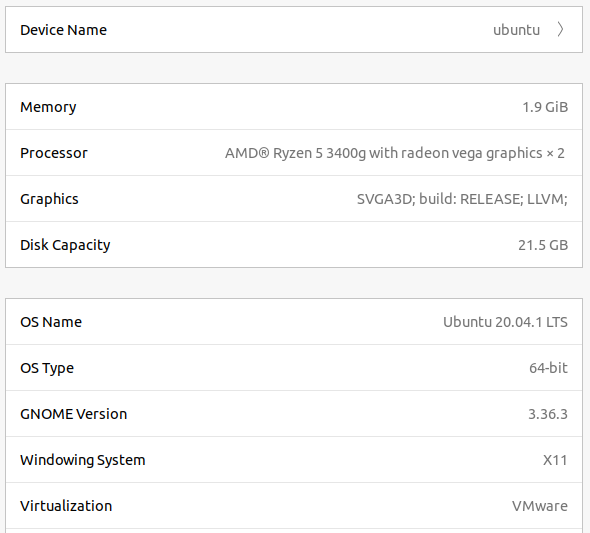 Device Name ubuntu
Memory 1.9 GiB
Processor AMD® Ryzen 5 3400g with radeon vega graphics × 2
Graphics SVGA3D; build: RELEASE; LLVM;
Disk Capacity 21.5 GB
OS Name Ubuntu 20.04.1 LTS
OS Type 64-bit
GNOME Version 3.36.3
Windowing System X11
Virtualization VMware